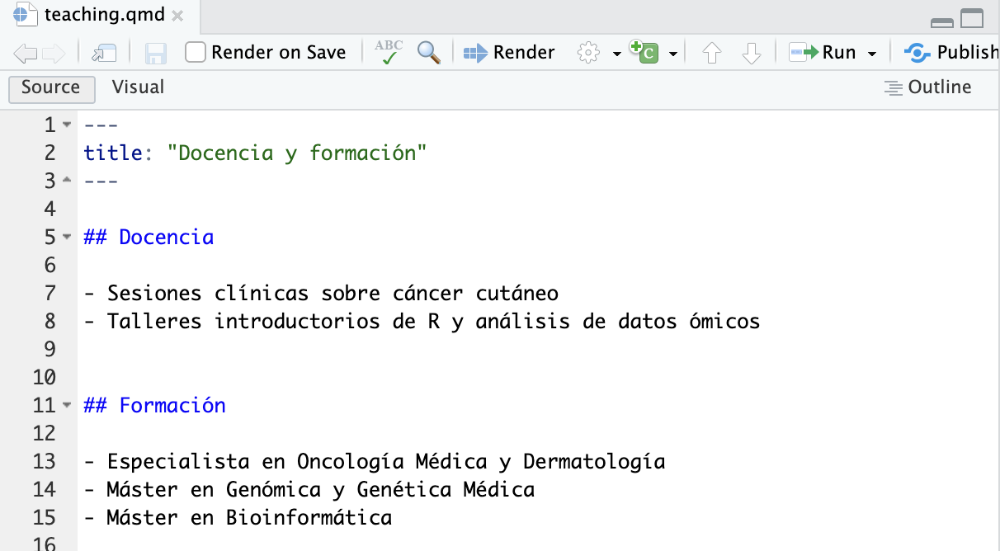 teaching.qmd
Render on Save ABC Render C Run Publish
Source Visual Outline
1 ---
2 title: "Docencia y formación"
3 ---
4
5 ## Docencia
6
7 - Sesiones clínicas sobre cáncer cutáneo
8 - Talleres introductorios de R y análisis de datos ómicos
9
10
11 ## Formación
12
13 - Especialista en Oncología Médica y Dermatología
14 - Máster en Genómica y Genética Médica
15 - Máster en Bioinformática
16